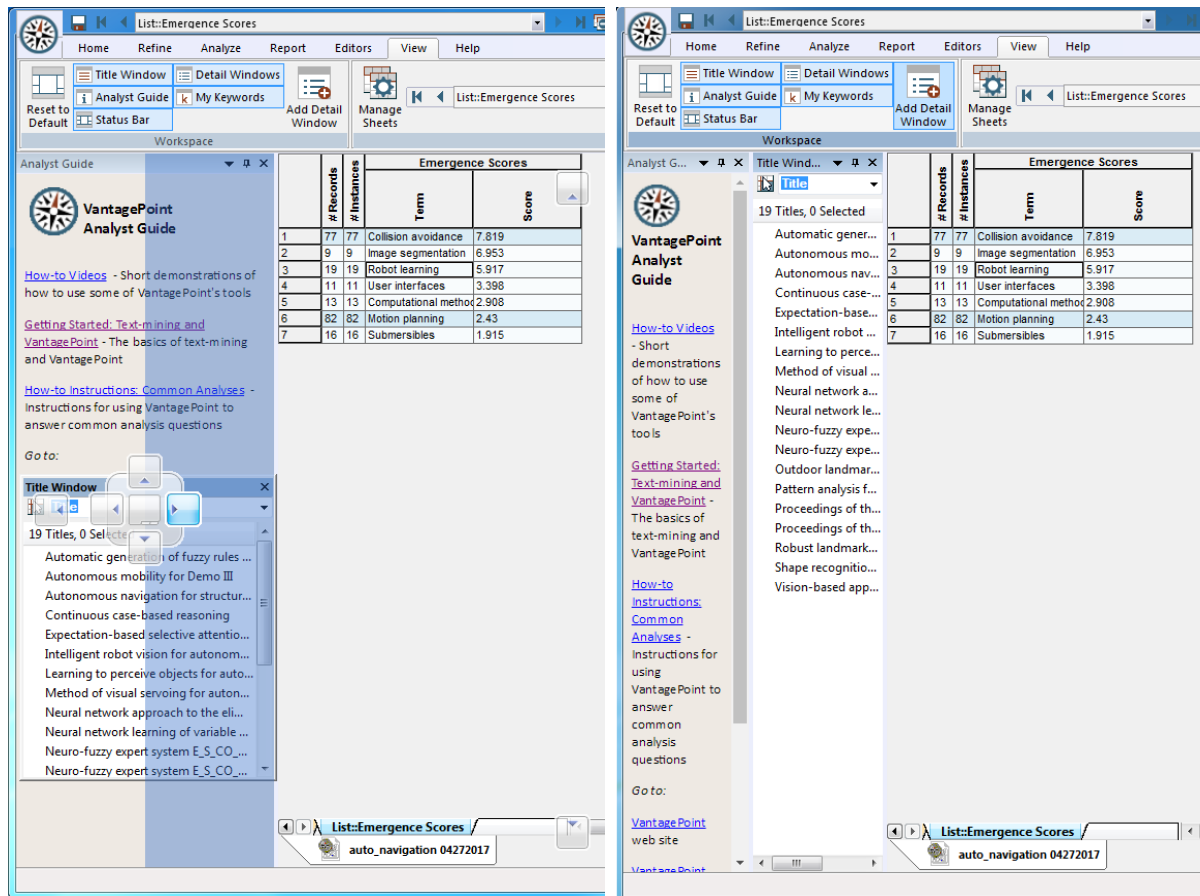 List::Emergence Scores
Home Refine Analyze Report Editors View Help
Reset to Default
Title Window
Detail Windows
Analyst Guide
My Keywords
Status Bar
Add Detail Window
Manage Sheets
List::Emergence Scores
Workspace
Analyst Guide
VantagePoint
Analyst Guide
How-to Videos - Short demonstrations of
how to use some of VantagePoint's tools
Getting Started: Text-mining and
VantagePoint - The basics of text-mining
and VantagePoint
How-to Instructions: Common Analyses -
Instructions for using VantagePoint to
answer common analysis questions
Go to:
Title Window
19 Titles, 0 Selected
Automatic generation of fuzzy rules ...
Autonomous mobility for Demo III
Autonomous navigation for structur...
Continuous case-based reasoning
Expectation-based selective attentio...
Intelligent robot vision for autonom...
Learning to perceive objects for auto...
Method of visual servoing for auton...
Neural network approach to the eli...
Neural network learning of variable ...
Neuro-fuzzy expert system E_S_CO_...
Neuro-fuzzy expert system E_S_CO_...
# Records # Instances Emergence Scores
Term Score
1 77 77 Collision avoidance 7.819
2 9 9 Image segmentation 6.953
3 19 19 Robot learning 5.917
4 11 11 User interfaces 3.398
5 13 13 Computational method 2.908
6 82 82 Motion planning 2.43
7 16 16 Submersibles 1.915
List::Emergence Scores
auto_navigation 04272017
List::Emergence Scores
Home Refine Analyze Report Editors View Help
Reset to Default
Title Window
Detail Windows
Analyst Guide
My Keywords
Status Bar
Add Detail Window
Manage Sheets
List::Emergence Scores
Workspace
Analyst G...
VantagePoint
Analyst
Guide
How-to Videos
- Short
demonstrations
of how to use
some of
VantagePoint's
tools
Getting Started:
Text-mining and
VantagePoint -
The basics of
text-mining and
VantagePoint
How-to
Instructions:
Common
Analyses -
Instructions for
using
VantagePoint to
answer
common
analysis
questions
Go to:
VantagePoint
web site
VantagePoint
Title Wind...
Title
19 Titles, 0 Selected
Automatic gener...
Autonomous mo...
Autonomous nav...
Continuous case-...
Expectation-base...
Intelligent robot ...
Learning to perce...
Method of visual ...
Neural network a...
Neural network le...
Neuro-fuzzy expe...
Neuro-fuzzy expe...
Outdoor landmar...
Pattern analysis f...
Proceedings of th...
Proceedings of th...
Robust landmark...
Shape recognitio...
Vision-based app...
# Records # Instances Emergence Scores
Term Score
1 77 77 Collision avoidance 7.819
2 9 9 Image segmentation 6.953
3 19 19 Robot learning 5.917
4 11 11 User interfaces 3.398
5 13 13 Computational method 2.908
6 82 82 Motion planning 2.43
7 16 16 Submersibles 1.915
List::Emergence Scores
auto_navigation 04272017